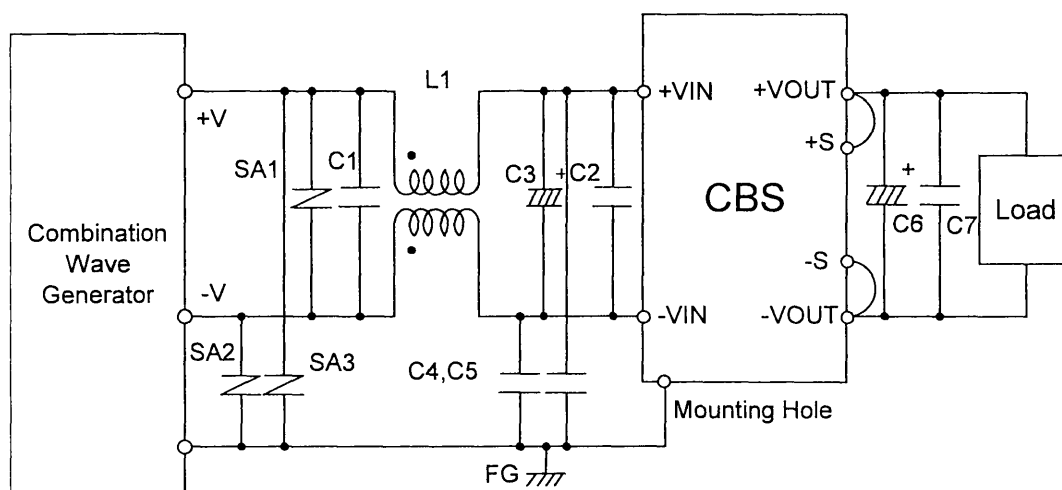 L1
+V
+VIN
+VOUT
SA1
C1
C3
+
C2
+S
CBS
+
C6
C7
Load
Combination
Wave
Generator
-V
-S
-VIN
-VOUT
SA2
SA3
C4,C5
Mounting Hole
FG